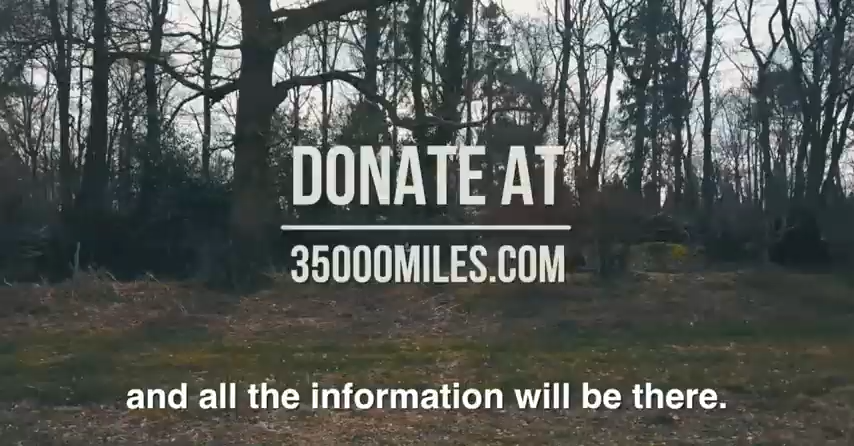 DONATE AT
35000MILES.COM
and all the information will be there.